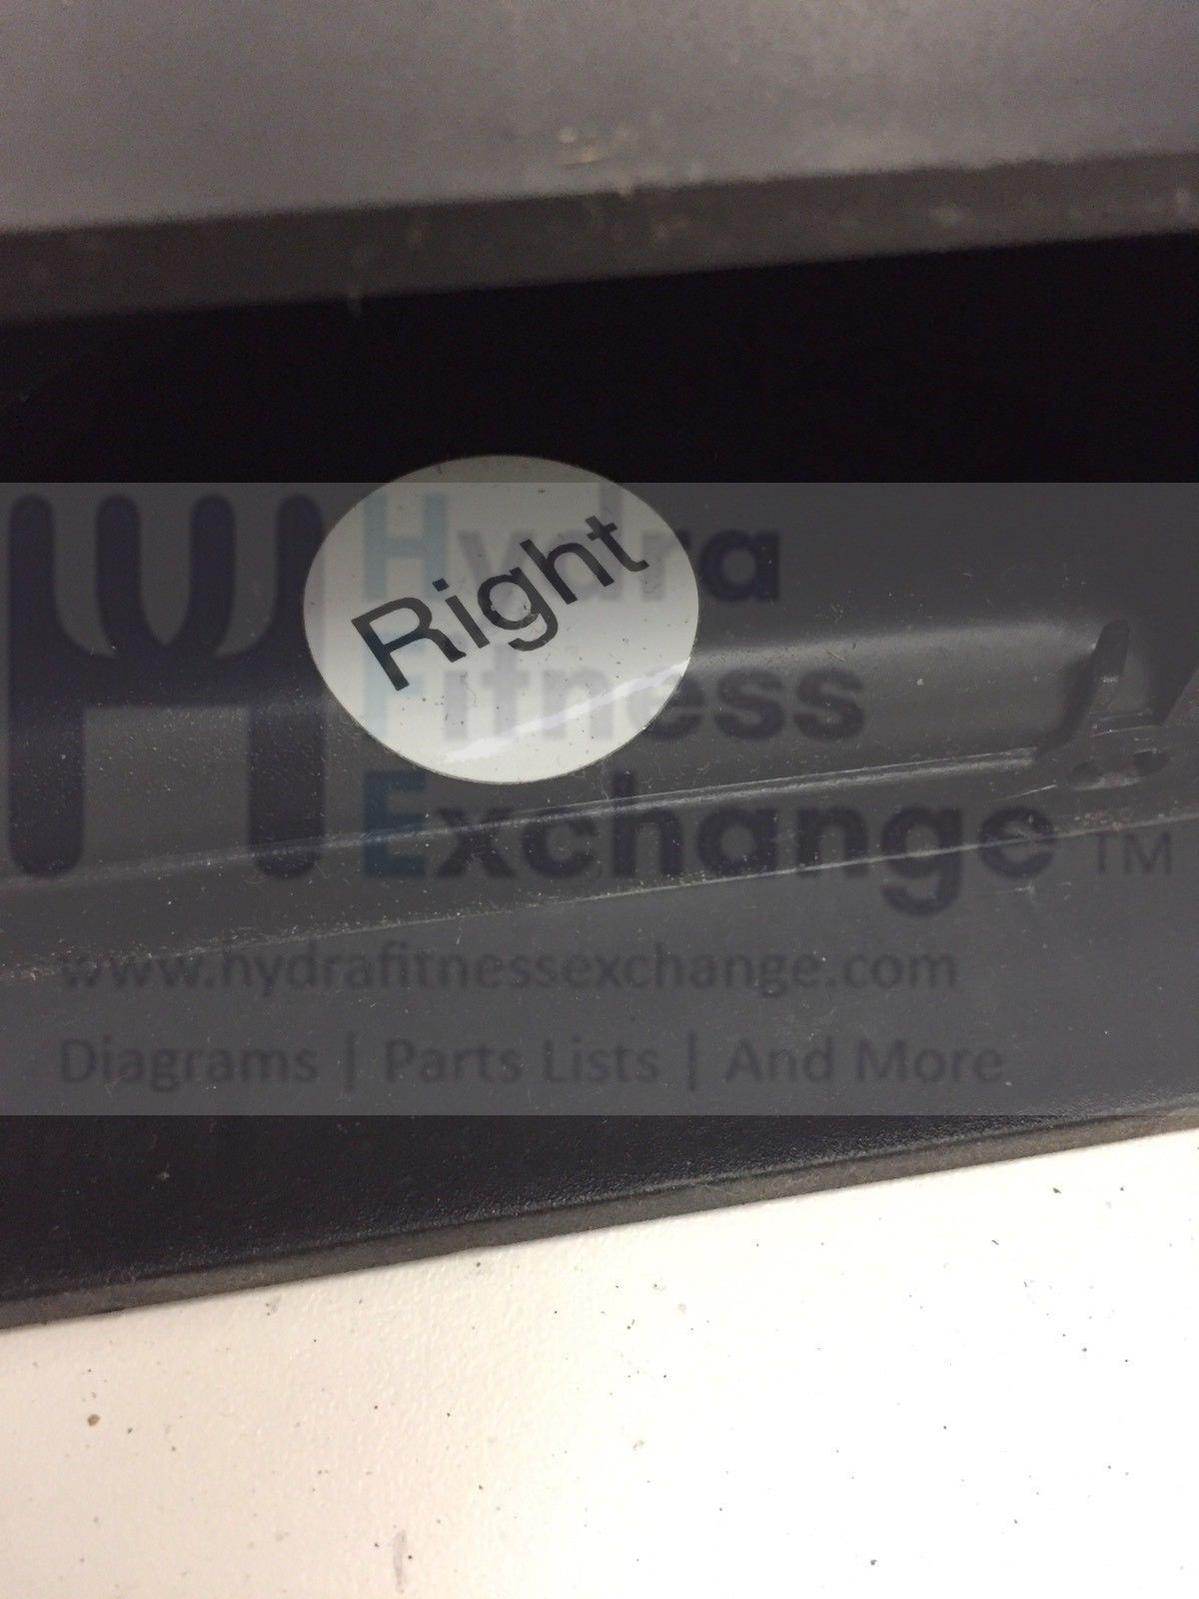 Right
Hydra
Fitness
Exchange™
www.hydrafitnessexchange.com
Diagrams | Parts Lists | And More